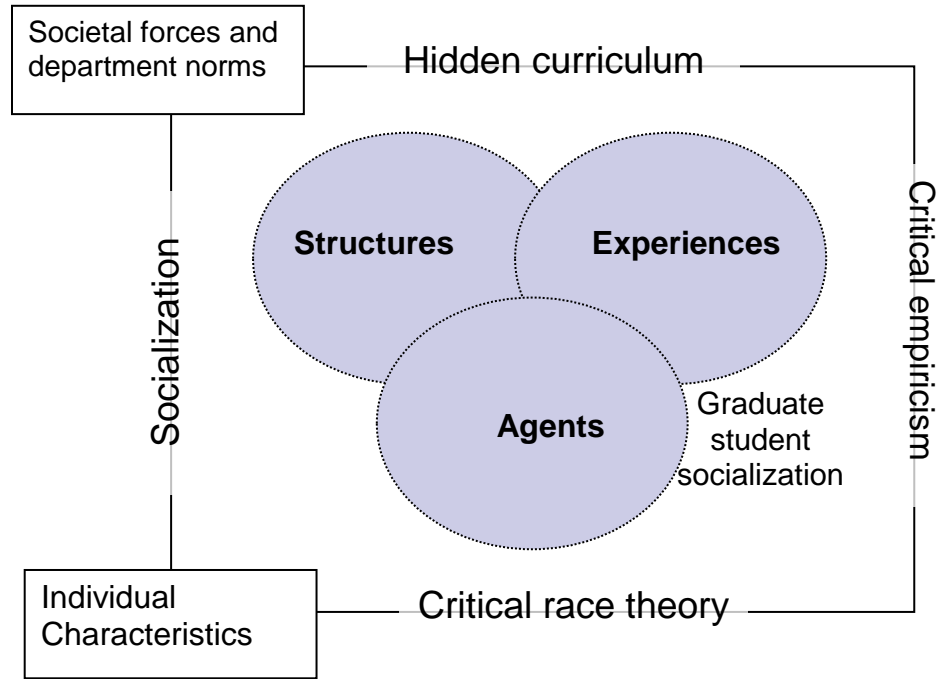 Societal forces and
department norms
Hidden curriculum
Structures
Experiences
Critical empiricism
Socialization
Agents
Graduate
student
socialization
Individual
Characteristics
Critical race theory